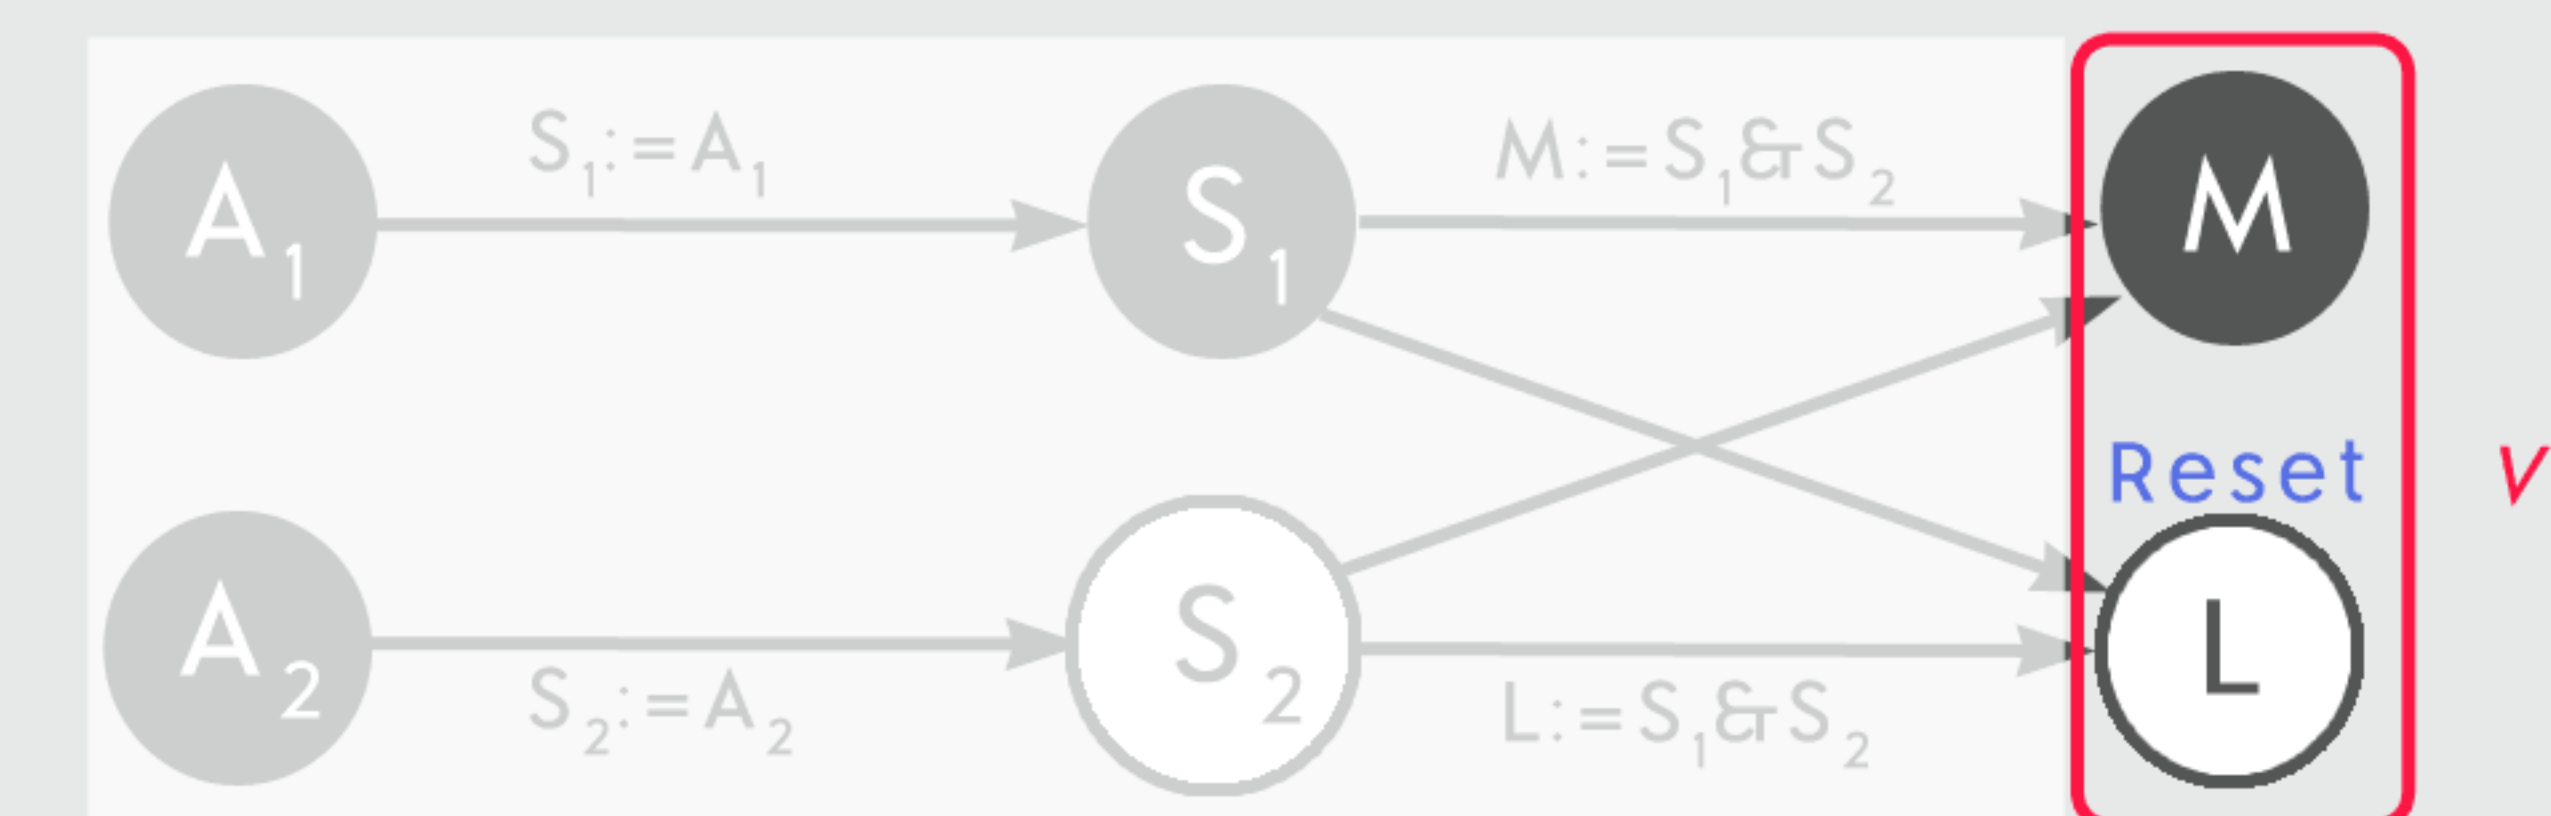 A₁
S₁:=A₁
S₁
M:=S₁&S₂
M
Reset
V
A₂
S₂:=A₂
S₂
L:=S₁&S₂
L